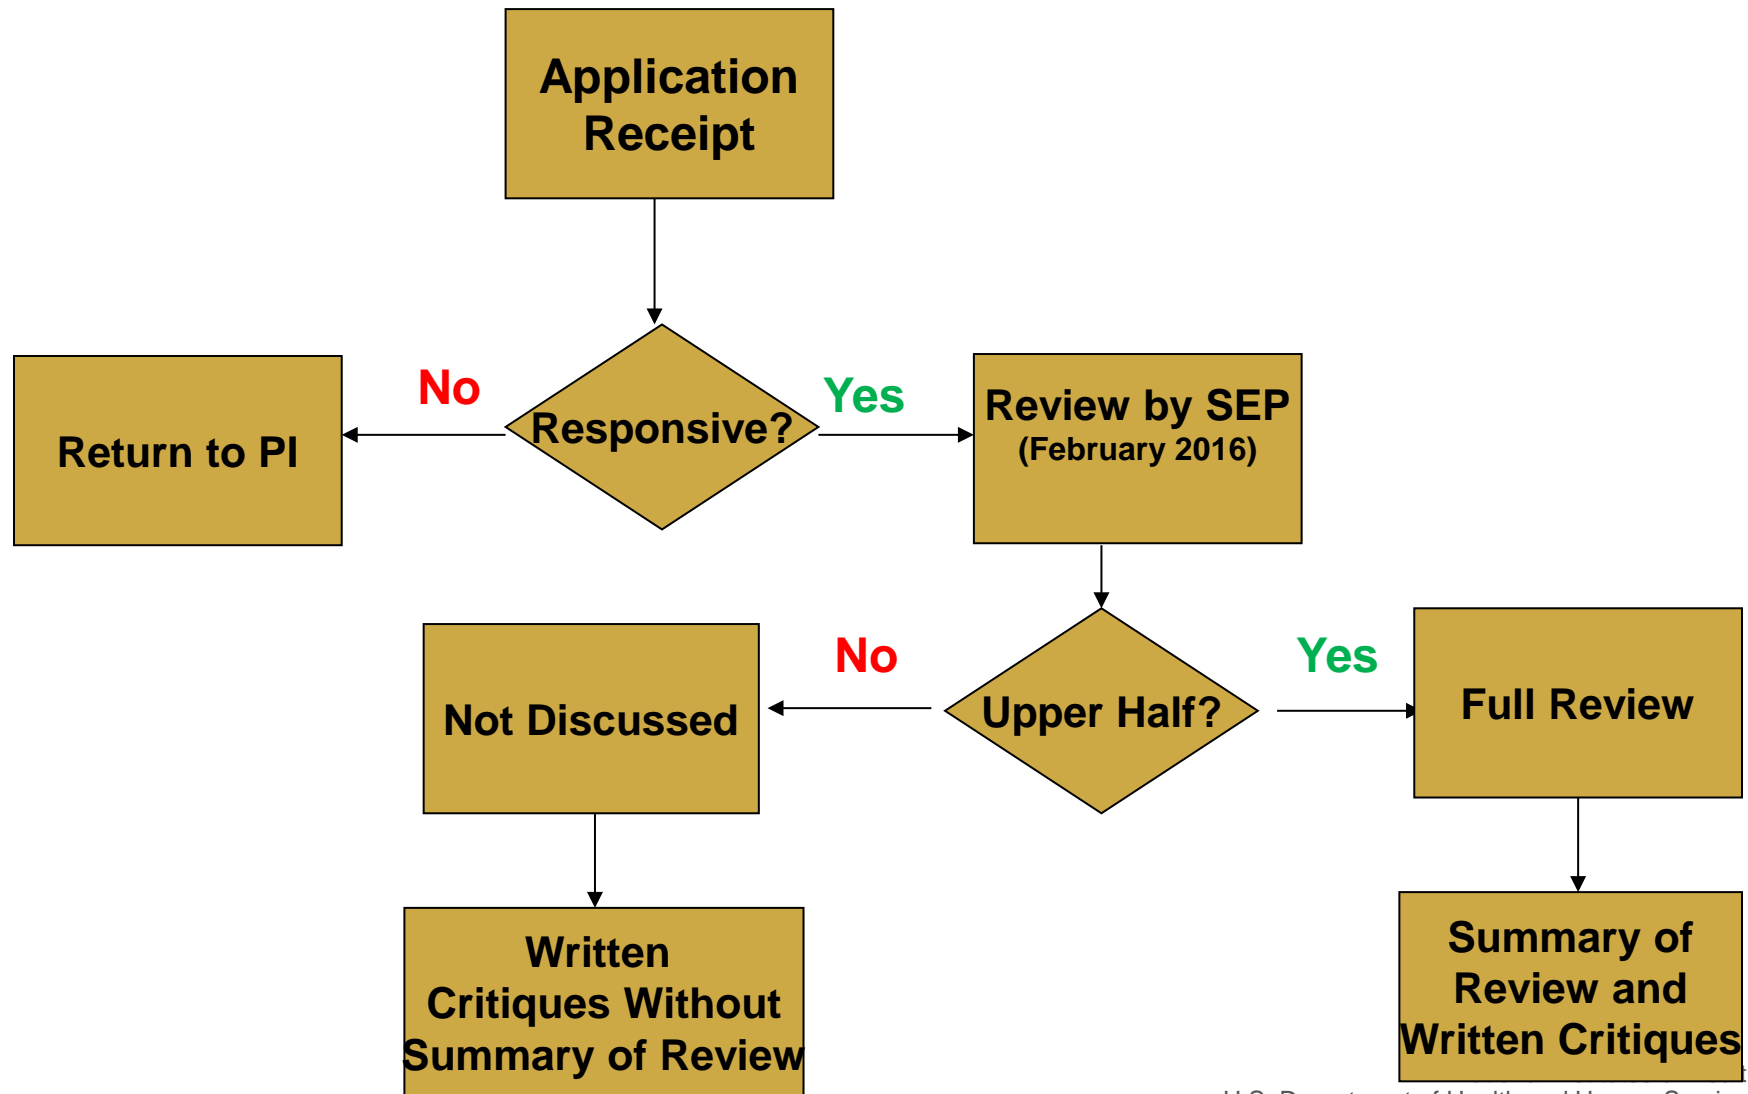 Application
Receipt
No
Yes
Return to PI
Responsive?
Review by SEP
(February 2016)
No
Yes
Not Discussed
Upper Half?
Full Review
Written
Critiques Without
Summary of Review
Summary of
Review and
Written Critiques